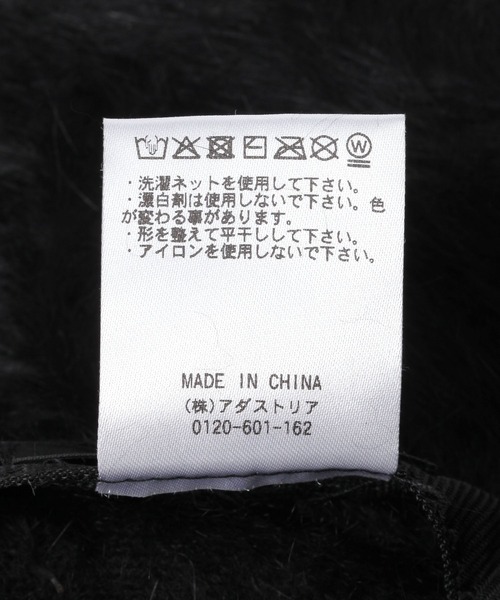 W
・洗濯ネットを使用して下さい。
・漂白剤は使用しないで下さい。色
が変わる事があります。
・形を整えて平干しして下さい。
・アイロンを使用しないで下さい。
MADE IN CHINA
(株)アダストリア
0120-601-162